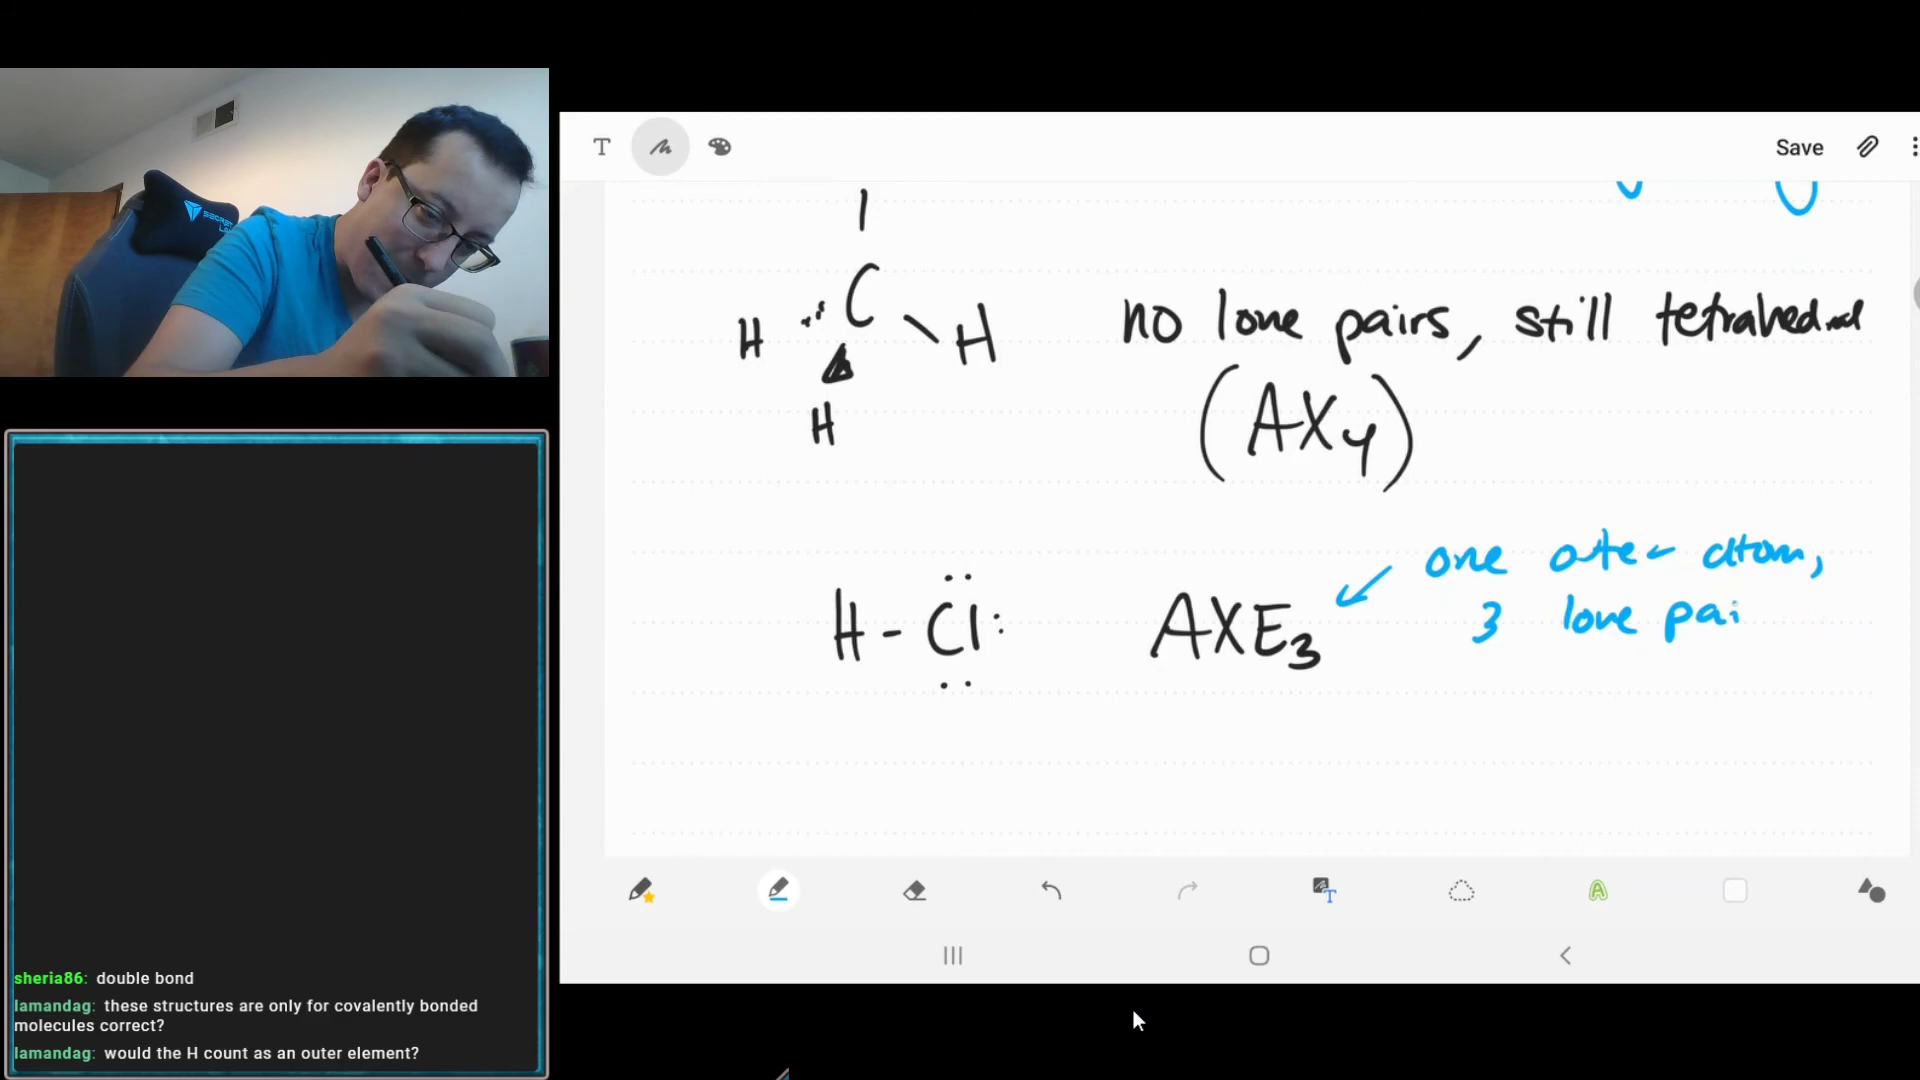 T
Save
SECRET
I
C
H
H
H
no lone pairs, still tetrahedral
(AX4)
H - Cl:
AXE3
one outer atom,
3 lone pai
T
A
sheria86: double bond
lamandag: these structures are only for covalently bonded
molecules correct?
lamandag: would the H count as an outer element?